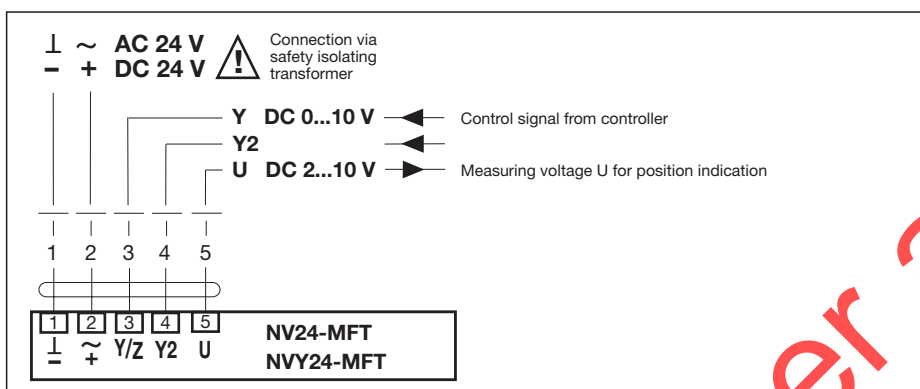 ⊥ ~ AC 24 V
– + DC 24 V
Connection via
safety isolating
transformer
Y DC 0...10 V
Control signal from controller
Y2
U DC 2...10 V
Measuring voltage U for position indication
1 2 3 4 5
1 2 3 4 5
⊥ ~ Y/Z Y2 U
– +
NV24-MFT
NVY24-MFT
er